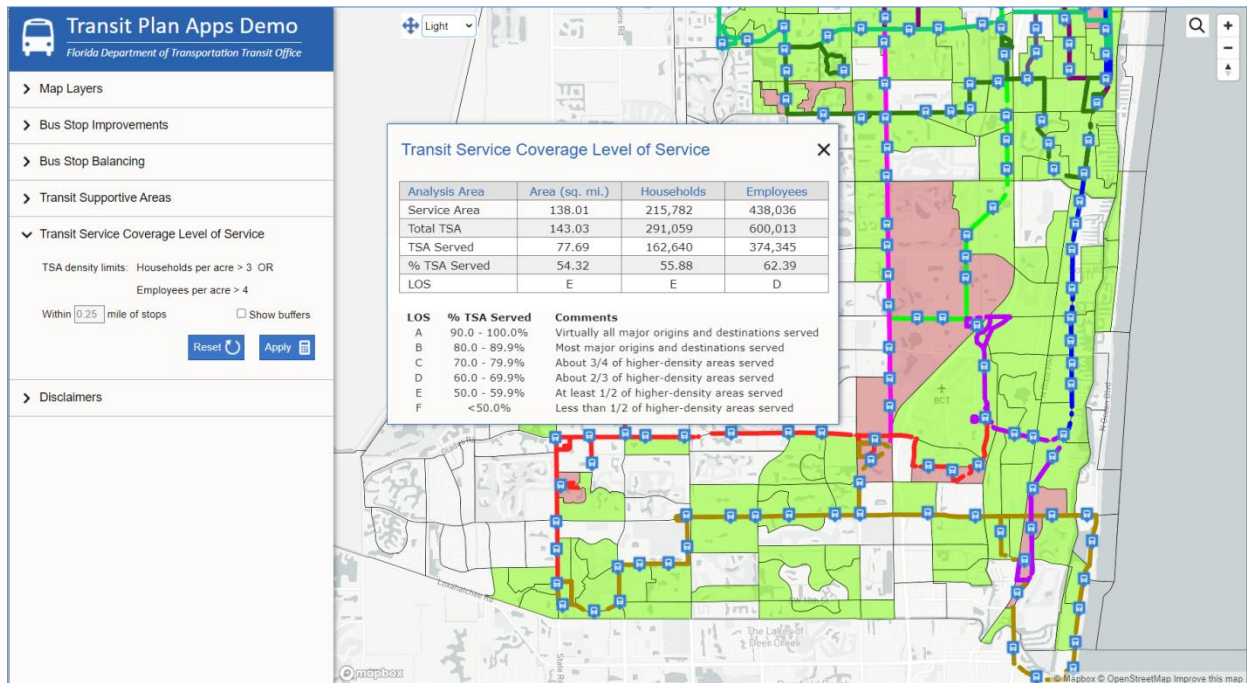 Transit Plan Apps Demo
Florida Department of Transportation Transit Office
Map Layers
Bus Stop Improvements
Bus Stop Balancing
Transit Supportive Areas
Transit Service Coverage Level of Service
TSA density limits: Households per acre > 3 OR
Employees per acre > 4
Within 0.25 mile of stops Show buffers
Reset Apply
Disclaimers
Light
Transit Service Coverage Level of Service
Analysis Area Area (sq. mi.) Households Employees
Service Area 138.01 215,782 438,036
Total TSA 143.03 291,059 600,013
TSA Served 77.69 162,640 374,345
% TSA Served 54.32 55.88 62.39
LOS E E D
LOS % TSA Served Comments
A 90.0 - 100.0% Virtually all major origins and destinations served
B 80.0 - 89.9% Most major origins and destinations served
C 70.0 - 79.9% About 3/4 of higher-density areas served
D 60.0 - 69.9% About 2/3 of higher-density areas served
E 50.0 - 59.9% At least 1/2 of higher-density areas served
F <50.0% Less than 1/2 of higher-density areas served
BCT
Glades Rd
Loxahatchee Rd
SW 18th St
The Lakes of
Deer Creek
State Rd
mapbox
© Mapbox © OpenStreetMap Improve this map